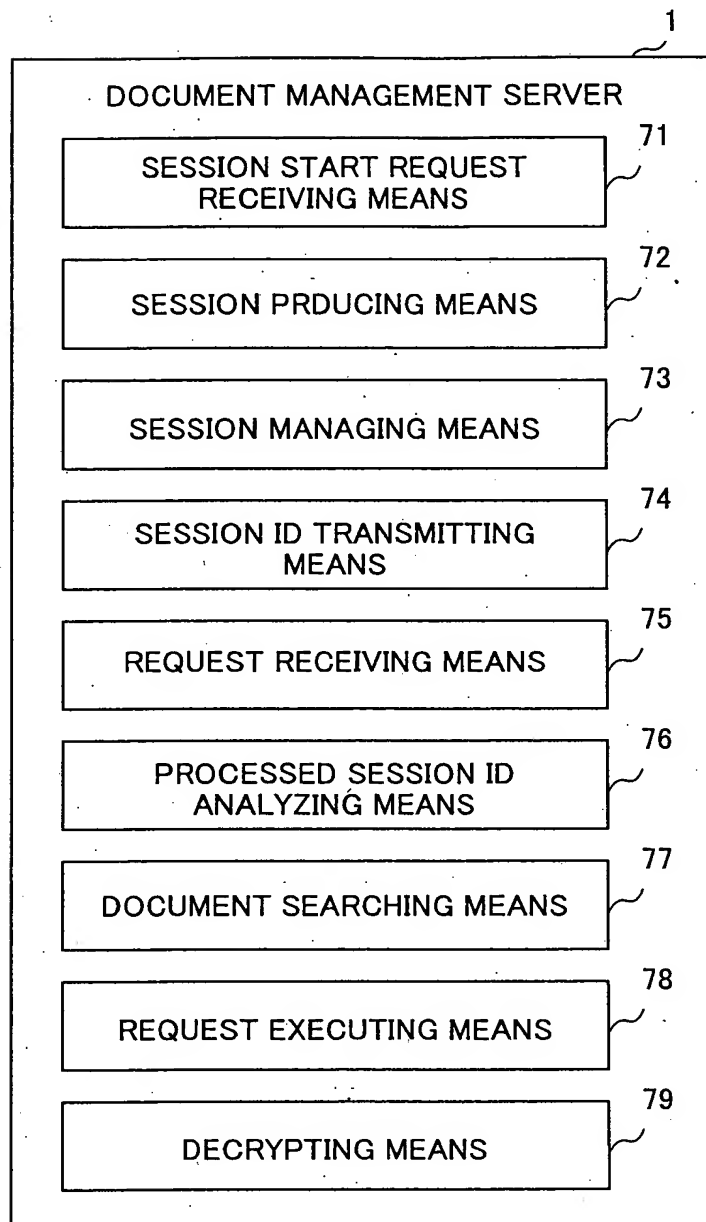 1
DOCUMENT MANAGEMENT SERVER
71
SESSION START REQUEST
RECEIVING MEANS
72
SESSION PRDUCING MEANS
73
SESSION MANAGING MEANS
74
SESSION ID TRANSMITTING
MEANS
75
REQUEST RECEIVING MEANS
76
PROCESSED SESSION ID
ANALYZING MEANS
77
DOCUMENT SEARCHING MEANS
78
REQUEST EXECUTING MEANS
79
DECRYPTING MEANS